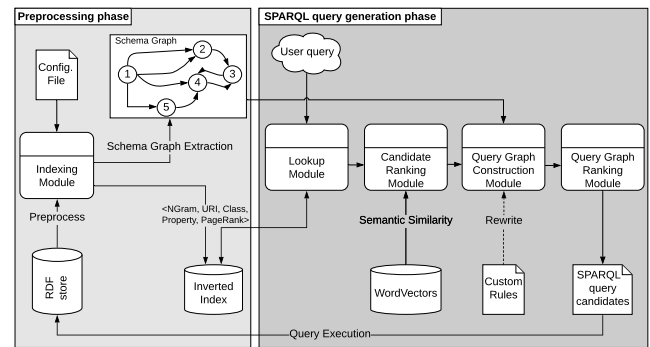 Preprocessing phase
SPARQL query generation phase
Schema Graph
1
2
3
4
5
Config.
File
User query
Indexing
Module
Schema Graph Extraction
Lookup
Module
Candidate
Ranking
Module
Query Graph
Construction
Module
Query Graph
Ranking
Module
<NGram, URI, Class,
Property, PageRank>
Preprocess
Semantic Similarity
Rewrite
RDF
store
Inverted
Index
WordVectors
Custom
Rules
SPARQL
query
candidates
Query Execution